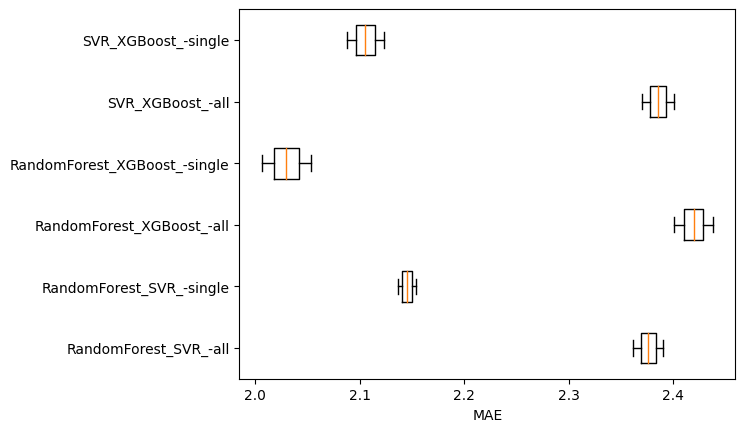 SVR_XGBoost_-single
SVR_XGBoost_-all
RandomForest_XGBoost_-single
RandomForest_XGBoost_-all
RandomForest_SVR_-single
RandomForest_SVR_-all
2.0 2.1 2.2 2.3 2.4
MAE